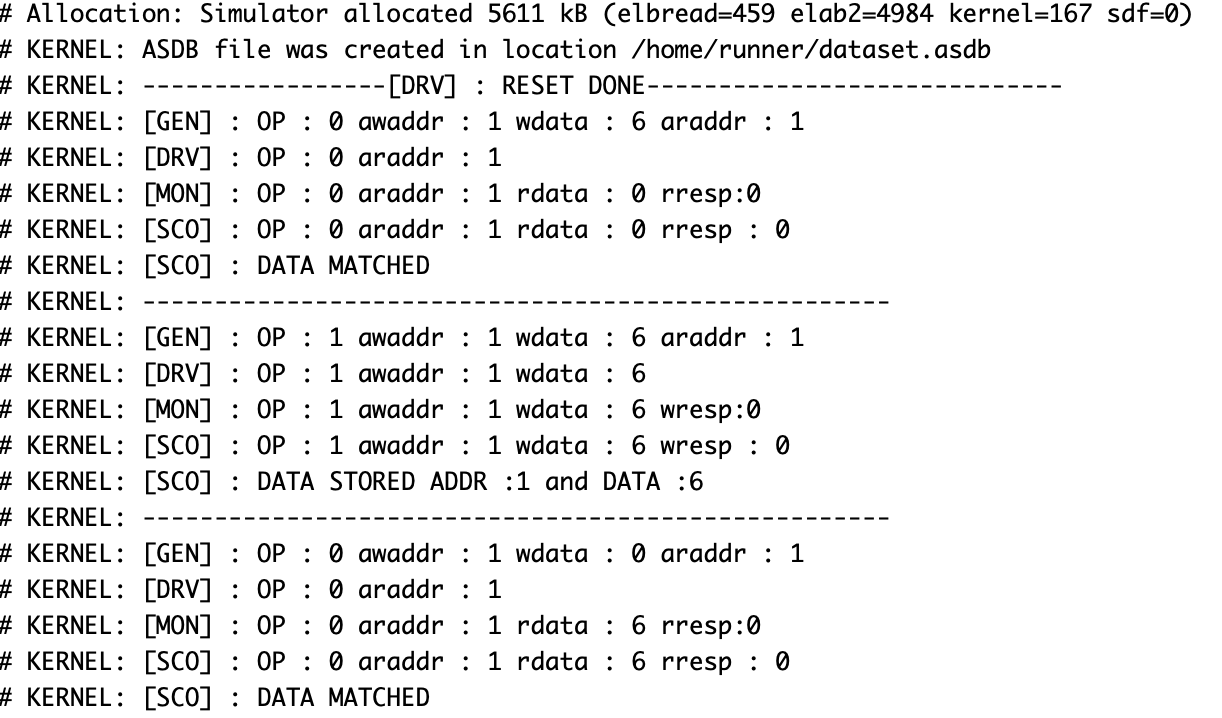 # Allocation: Simulator allocated 5611 kB (elbread=459 elab2=4984 kernel=167 sdf=0)
# KERNEL: ASDB file was created in location /home/runner/dataset.asdb
# KERNEL: -----------------[DRV] : RESET DONE-----------------------------
# KERNEL: [GEN] : OP : 0 awaddr : 1 wdata : 6 araddr : 1
# KERNEL: [DRV] : OP : 0 araddr : 1
# KERNEL: [MON] : OP : 0 araddr : 1 rdata : 0 rresp:0
# KERNEL: [SCO] : OP : 0 araddr : 1 rdata : 0 rresp : 0
# KERNEL: [SCO] : DATA MATCHED
# KERNEL: ----------------------------------------------------
# KERNEL: [GEN] : OP : 1 awaddr : 1 wdata : 6 araddr : 1
# KERNEL: [DRV] : OP : 1 awaddr : 1 wdata : 6
# KERNEL: [MON] : OP : 1 awaddr : 1 wdata : 6 wresp:0
# KERNEL: [SCO] : OP : 1 awaddr : 1 wdata : 6 wresp : 0
# KERNEL: [SCO] : DATA STORED ADDR :1 and DATA :6
# KERNEL: ----------------------------------------------------
# KERNEL: [GEN] : OP : 0 awaddr : 1 wdata : 0 araddr : 1
# KERNEL: [DRV] : OP : 0 araddr : 1
# KERNEL: [MON] : OP : 0 araddr : 1 rdata : 6 rresp:0
# KERNEL: [SCO] : OP : 0 araddr : 1 rdata : 6 rresp : 0
# KERNEL: [SCO] : DATA MATCHED